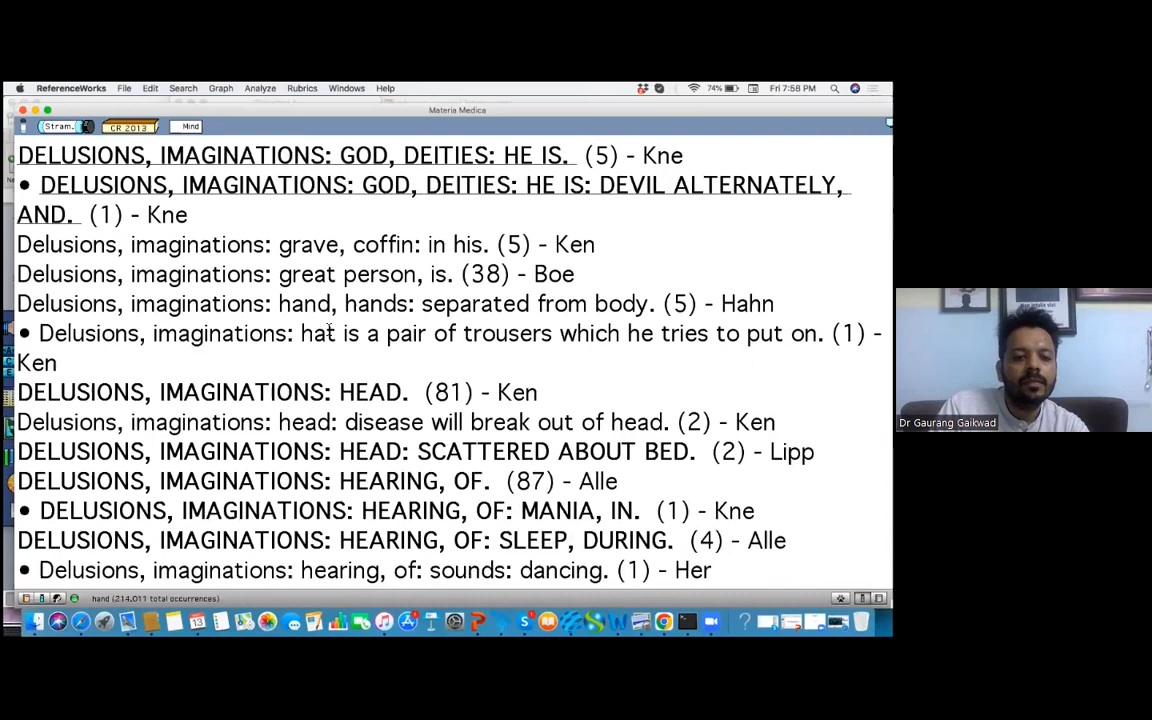 ReferenceWorks File Edit Search Graph Analyze Rubrics Windows Help 74% Fri 7:58 PM
Materia Medica
Stram. CR 2013 Mind
DELUSIONS, IMAGINATIONS: GOD, DEITIES: HE IS. (5) - Kne
• DELUSIONS, IMAGINATIONS: GOD, DEITIES: HE IS: DEVIL ALTERNATELY,
AND. (1) - Kne
Delusions, imaginations: grave, coffin: in his. (5) - Ken
Delusions, imaginations: great person, is. (38) - Boe
Delusions, imaginations: hand, hands: separated from body. (5) - Hahn
• Delusions, imaginations: hat is a pair of trousers which he tries to put on. (1) -
Ken
DELUSIONS, IMAGINATIONS: HEAD. (81) - Ken
Delusions, imaginations: head: disease will break out of head. (2) - Ken
DELUSIONS, IMAGINATIONS: HEAD: SCATTERED ABOUT BED. (2) - Lipp
DELUSIONS, IMAGINATIONS: HEARING, OF. (87) - Alle
• DELUSIONS, IMAGINATIONS: HEARING, OF: MANIA, IN. (1) - Kne
DELUSIONS, IMAGINATIONS: HEARING, OF: SLEEP, DURING. (4) - Alle
• Delusions, imaginations: hearing, of: sounds: dancing. (1) - Her
hand (214,011 total occurrences)
Dr Gaurang Gaikwad